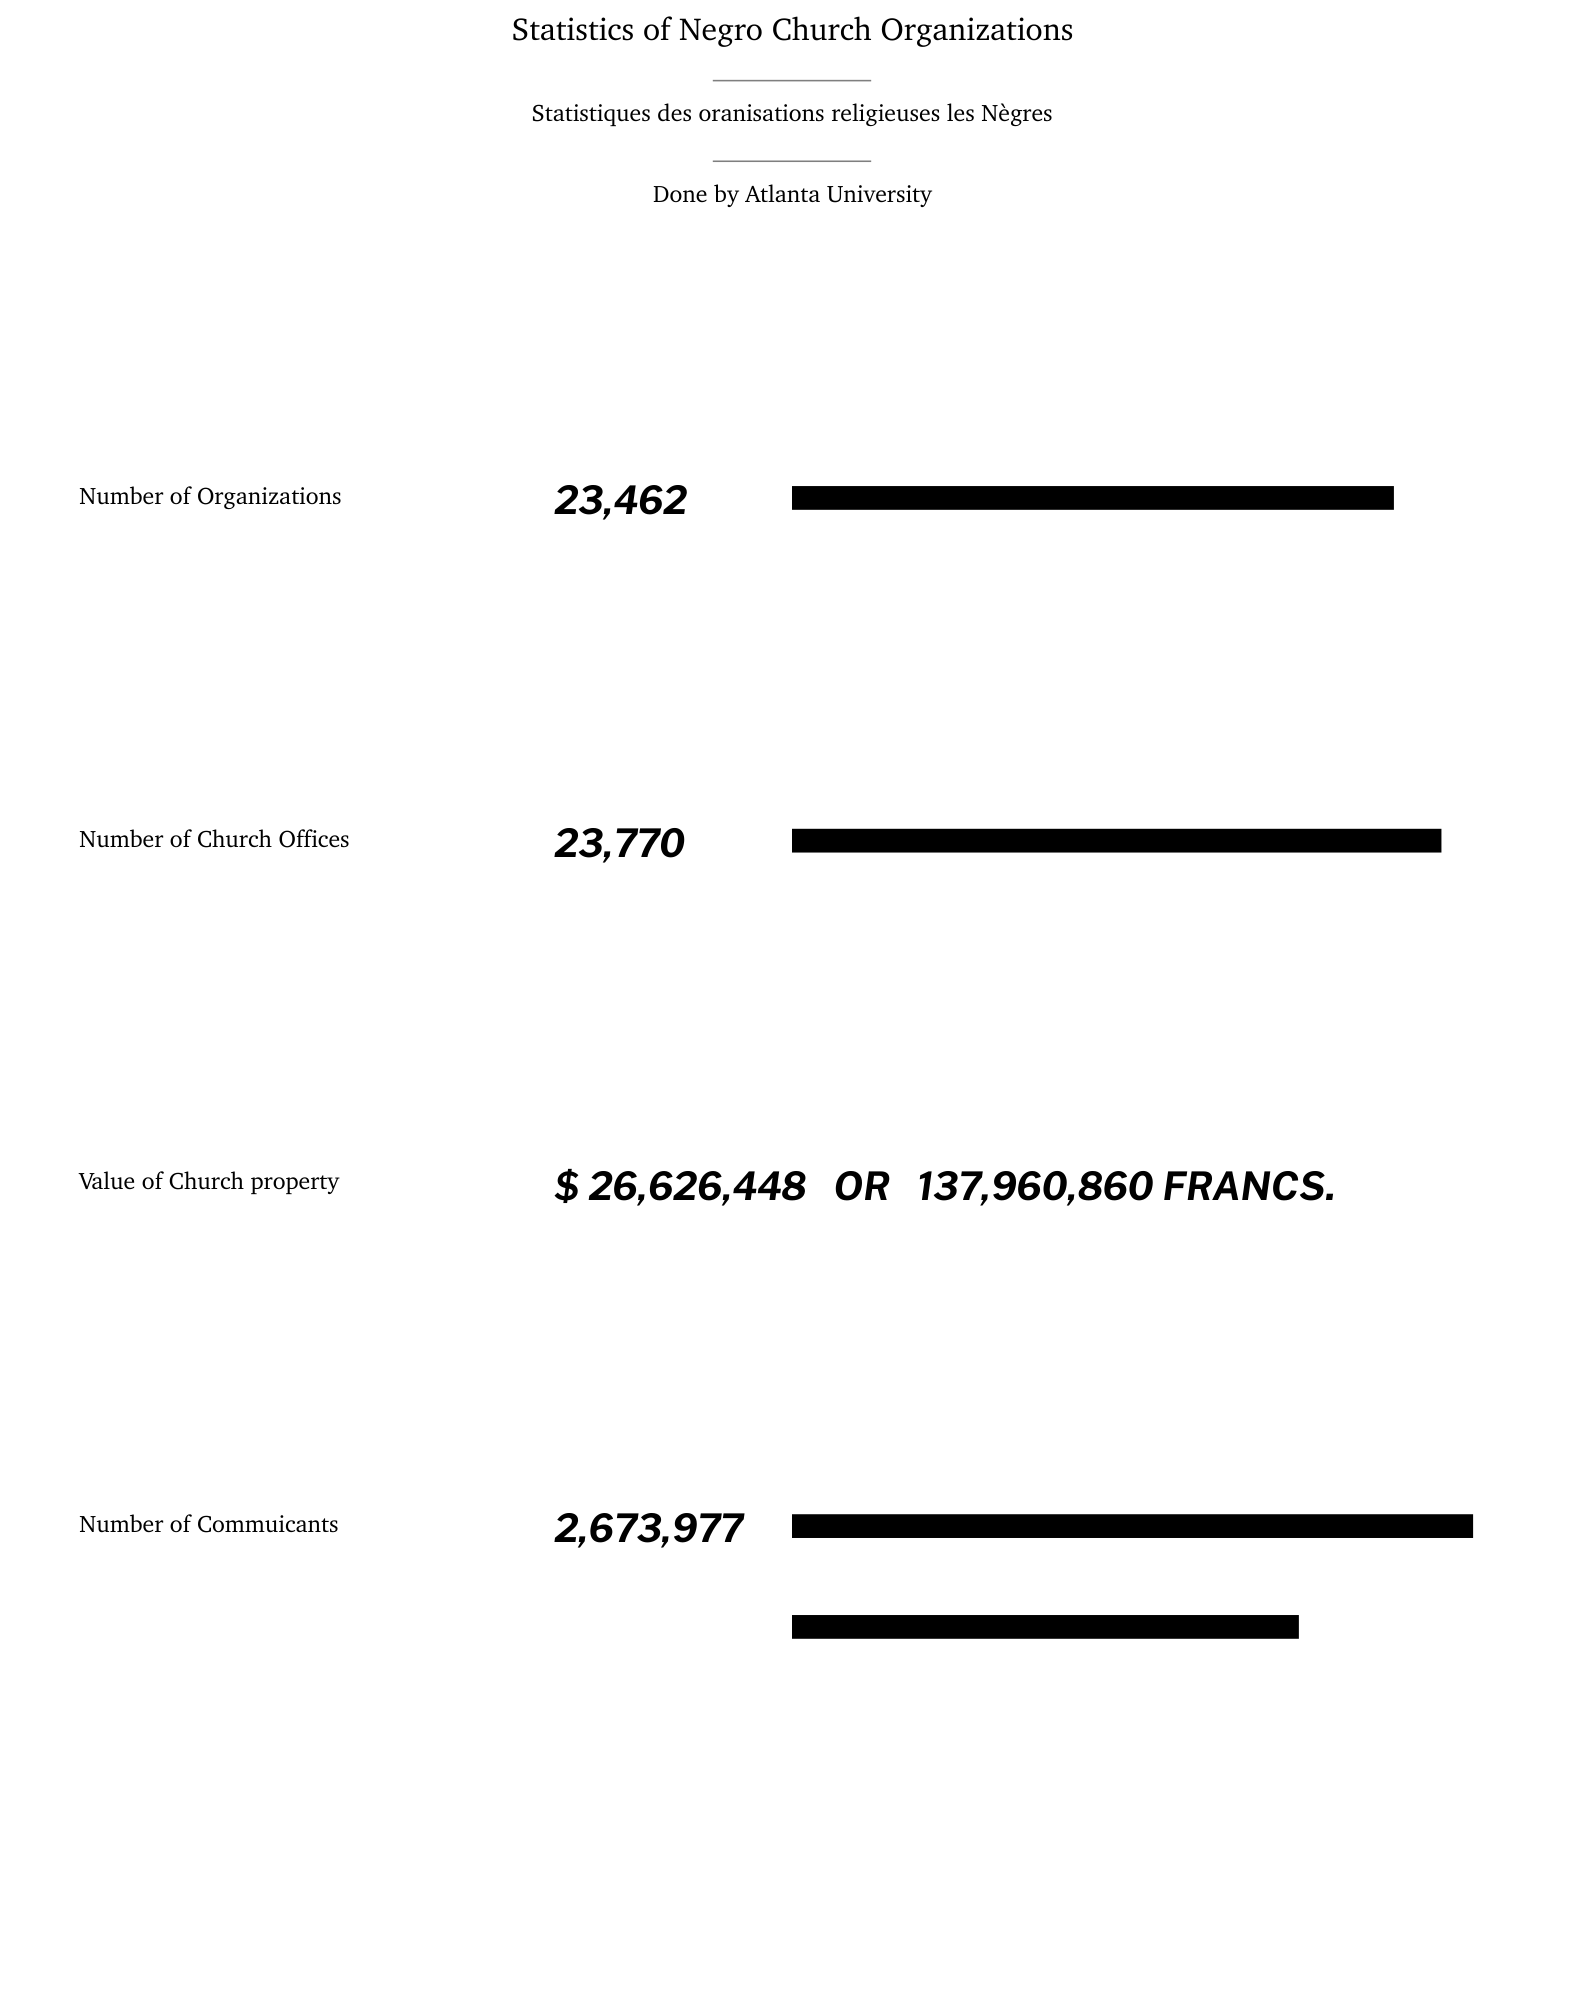 Statistics of Negro Church Organizations
Statistiques des oranisations religieuses les Nègres
Done by Atlanta University
Number of Organizations 23,462
Number of Church Offices 23,770
Value of Church property $ 26,626,448 OR 137,960,860 FRANCS.
Number of Commuicants 2,673,977